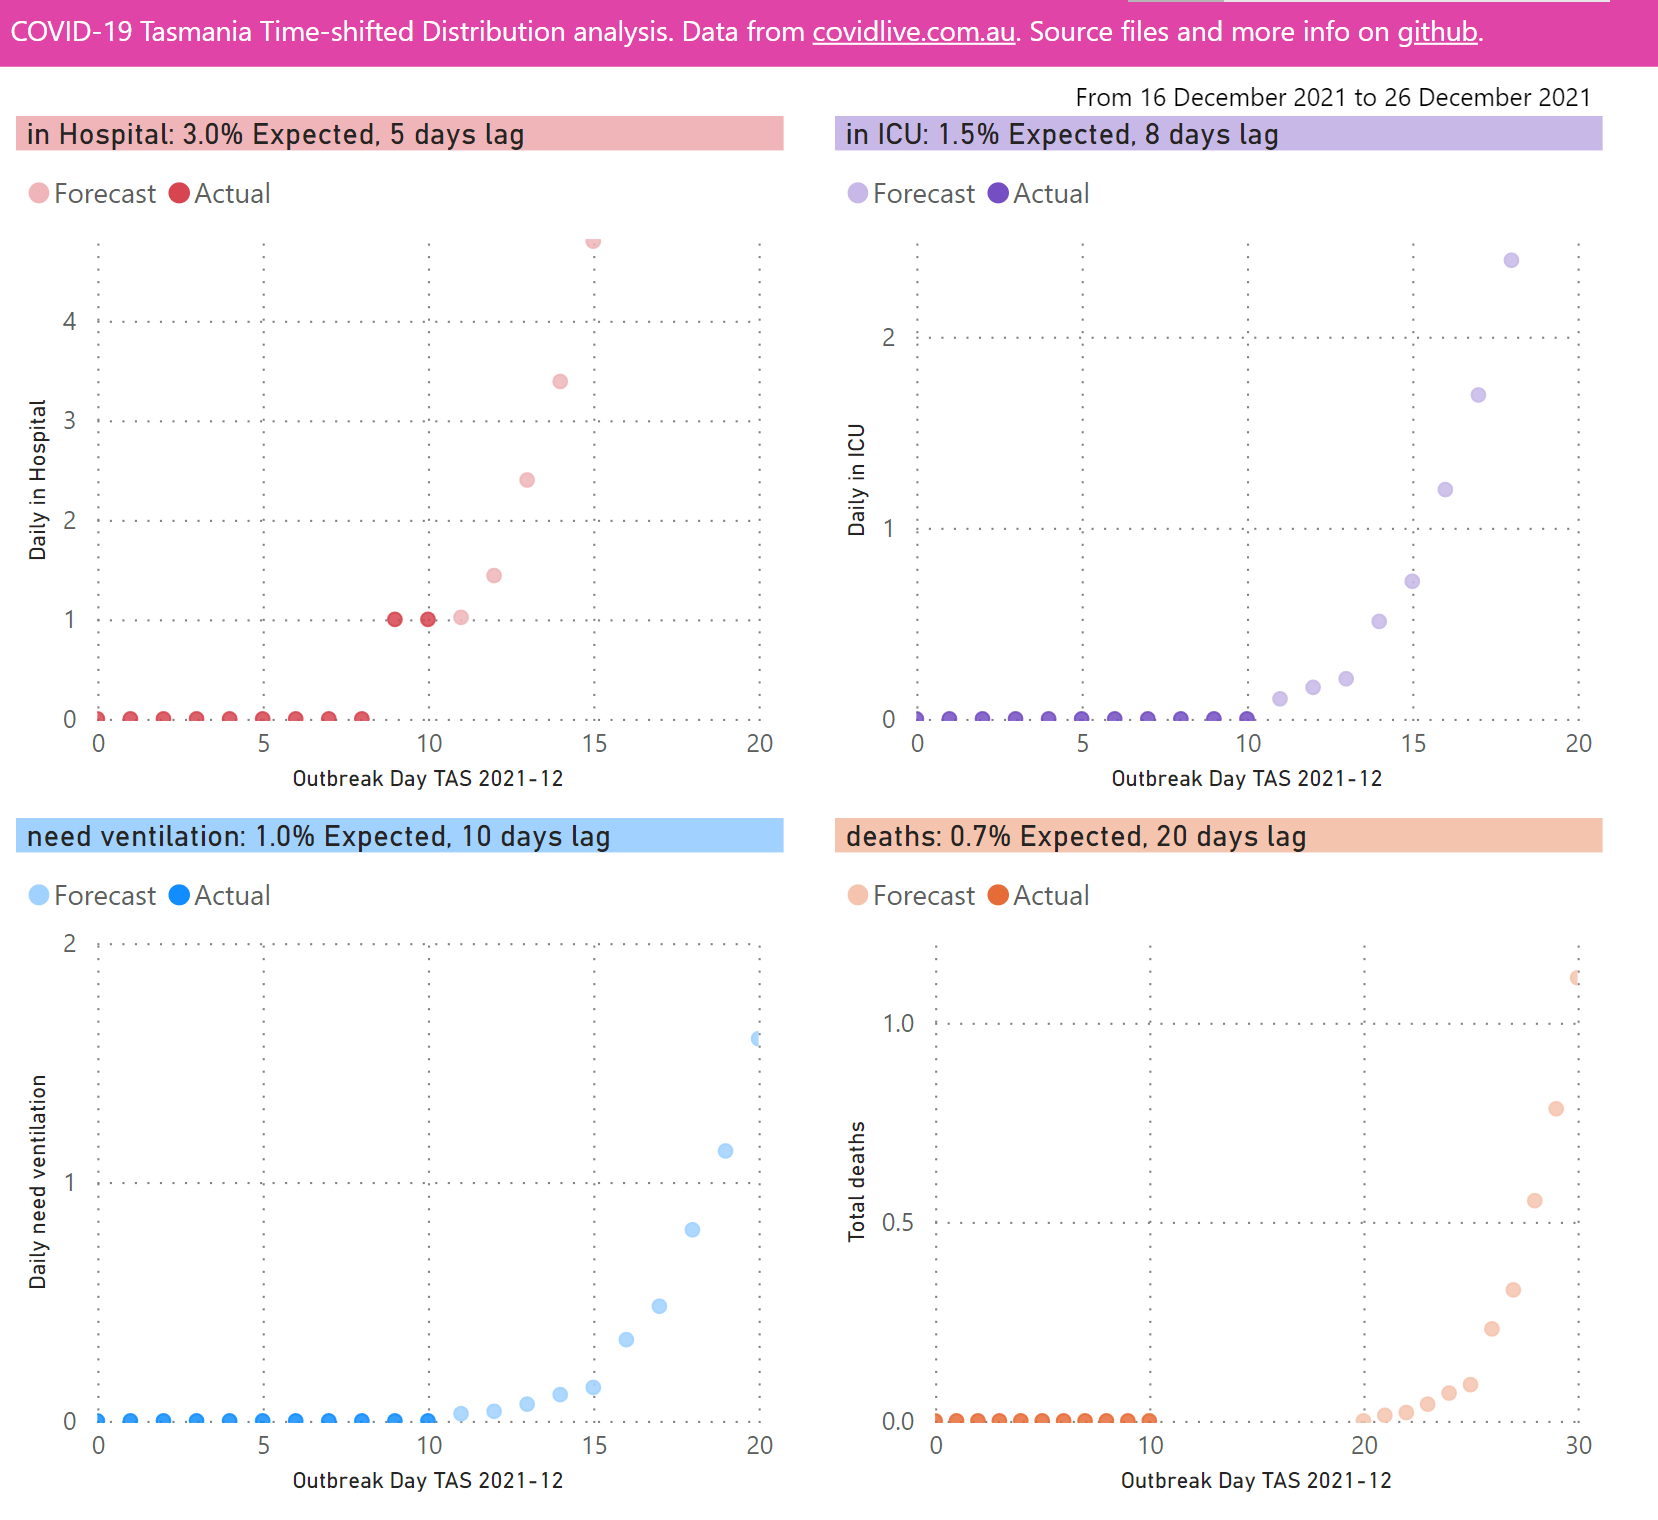 COVID-19 Tasmania Time-shifted Distribution analysis. Data from covidlive.com.au. Source files and more info on github.
From 16 December 2021 to 26 December 2021
in Hospital: 3.0% Expected, 5 days lag
Forecast Actual
4
3
2
1
0
Daily in Hospital
0 5 10 15 20
Outbreak Day TAS 2021-12
in ICU: 1.5% Expected, 8 days lag
Forecast Actual
2
1
0
Daily in ICU
0 5 10 15 20
Outbreak Day TAS 2021-12
need ventilation: 1.0% Expected, 10 days lag
Forecast Actual
2
1
0
Daily need ventilation
0 5 10 15 20
Outbreak Day TAS 2021-12
deaths: 0.7% Expected, 20 days lag
Forecast Actual
1.0
0.5
0.0
Total deaths
0 10 20 30
Outbreak Day TAS 2021-12